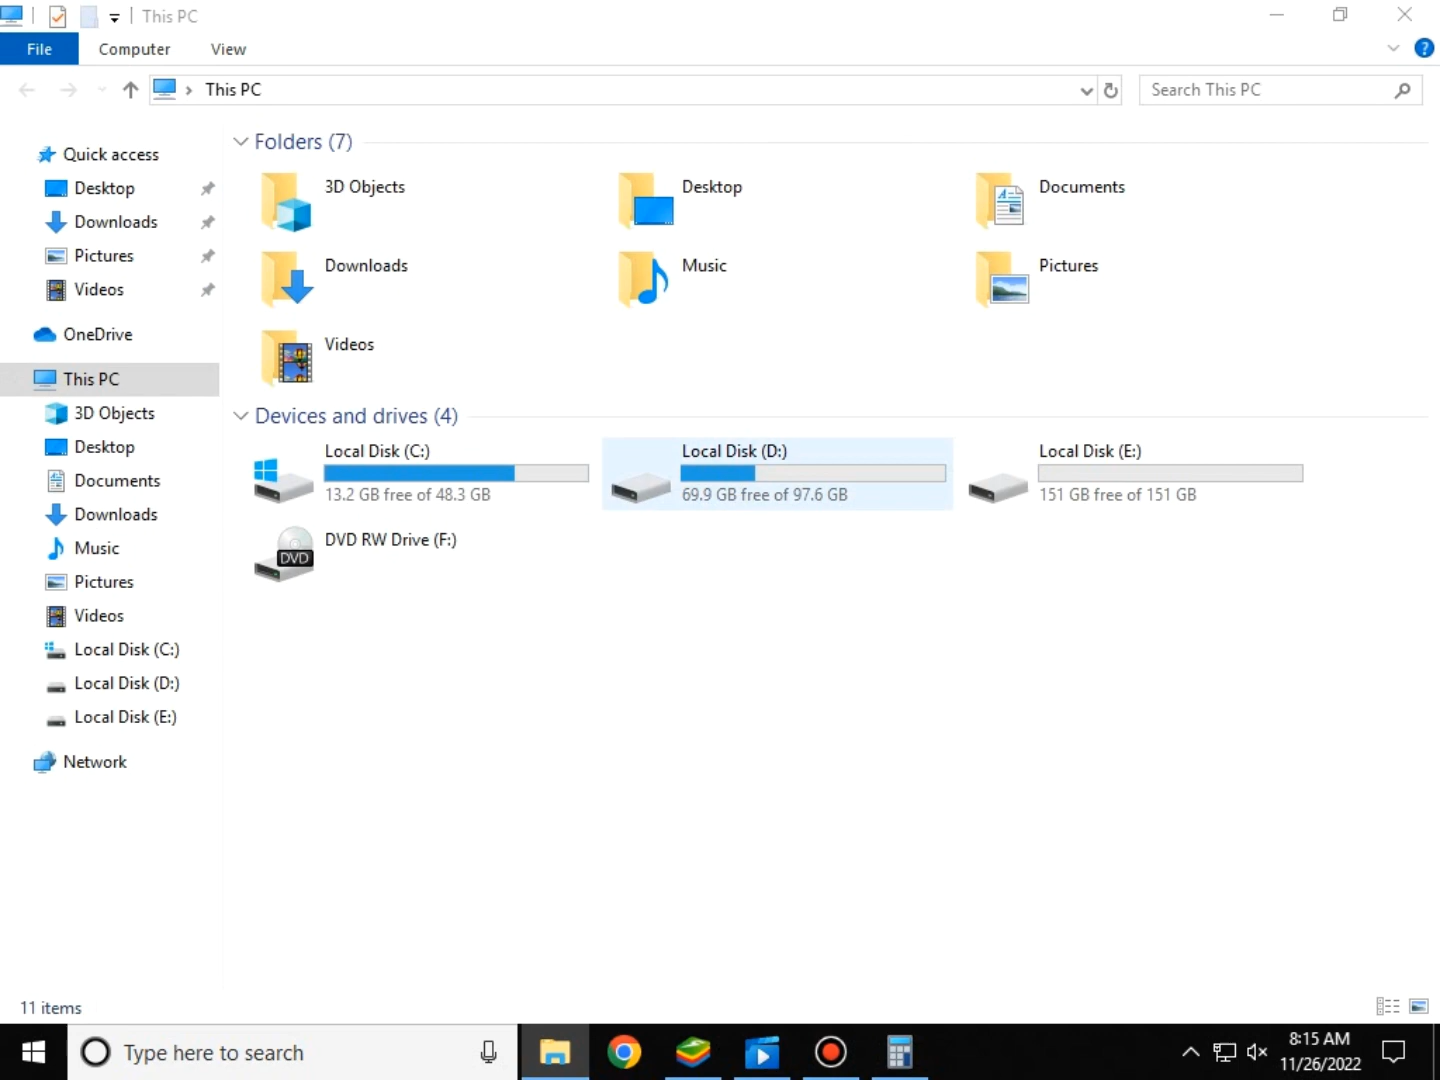 This PC
File Computer View
This PC
Search This PC
Quick access
Desktop
Downloads
Pictures
Videos
OneDrive
This PC
3D Objects
Desktop
Documents
Downloads
Music
Pictures
Videos
Local Disk (C:)
Local Disk (D:)
Local Disk (E:)
Network
Folders (7)
3D Objects
Desktop
Documents
Downloads
Music
Pictures
Videos
Devices and drives (4)
Local Disk (C:)
13.2 GB free of 48.3 GB
Local Disk (D:)
69.9 GB free of 97.6 GB
Local Disk (E:)
151 GB free of 151 GB
DVD
DVD RW Drive (F:)
11 items
Type here to search
8:15 AM
11/26/2022